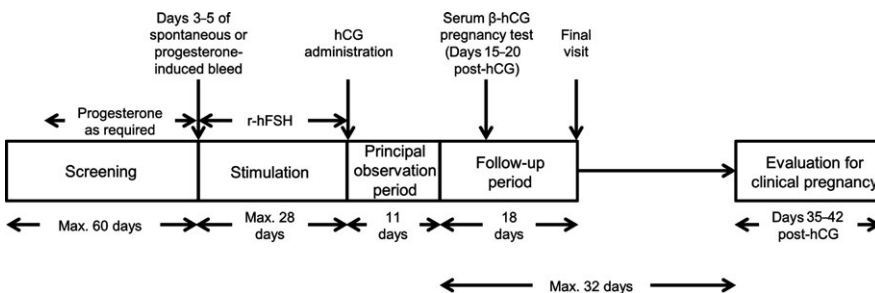 Days 3–5 of
spontaneous or
progesterone-
induced bleed
hCG
administration
Serum β-hCG
pregnancy test
(Days 15-20
post-hCG)
Final
visit
Progesterone
as required
r-hFSH
Screening
Stimulation
Principal
observation
period
Follow-up
period
Evaluation for
clinical pregnancy
Max. 60 days
Max. 28
days
11
days
18
days
Days 35–42
post-hCG
Max. 32 days